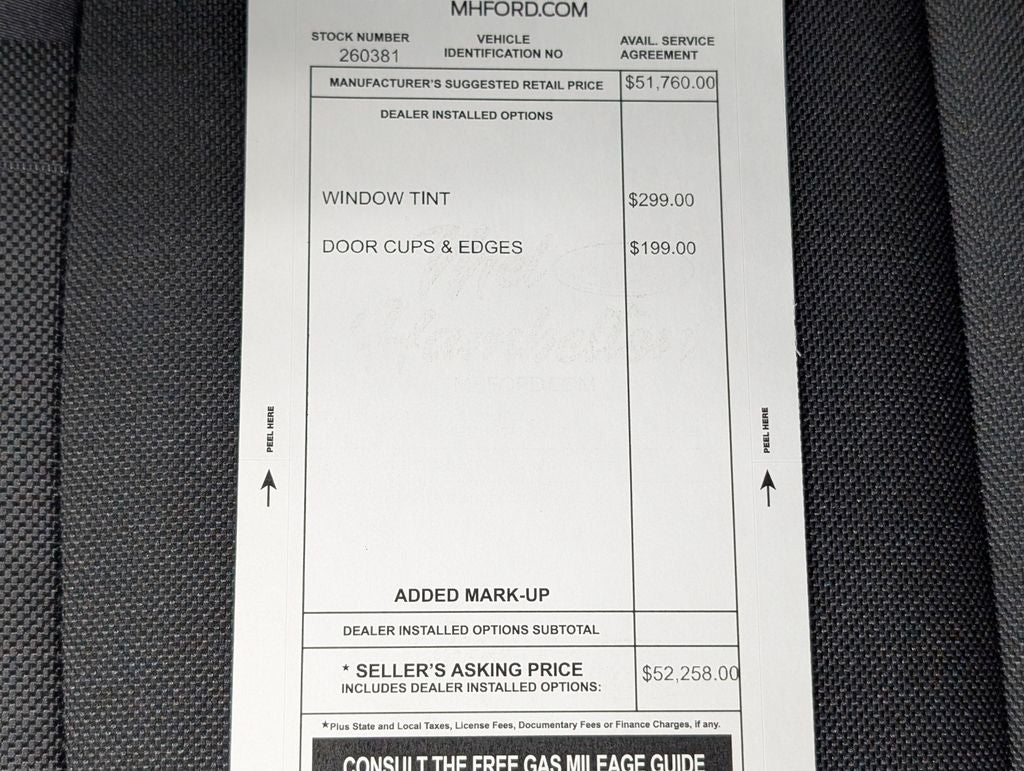 MHFORD.COM
STOCK NUMBER
260381
VEHICLE
IDENTIFICATION NO
AVAIL. SERVICE
AGREEMENT
MANUFACTURER'S SUGGESTED RETAIL PRICE $51,760.00
DEALER INSTALLED OPTIONS
WINDOW TINT $299.00
DOOR CUPS & EDGES $199.00
Mel
Hambelton
MHFORD.COM
PEEL HERE
PEEL HERE
ADDED MARK-UP
DEALER INSTALLED OPTIONS SUBTOTAL
* SELLER'S ASKING PRICE
INCLUDES DEALER INSTALLED OPTIONS:
$52,258.00
*Plus State and Local Taxes, License Fees, Documentary Fees or Finance Charges, if any.
CONSULT THE FREE GAS MILEAGE GUIDE